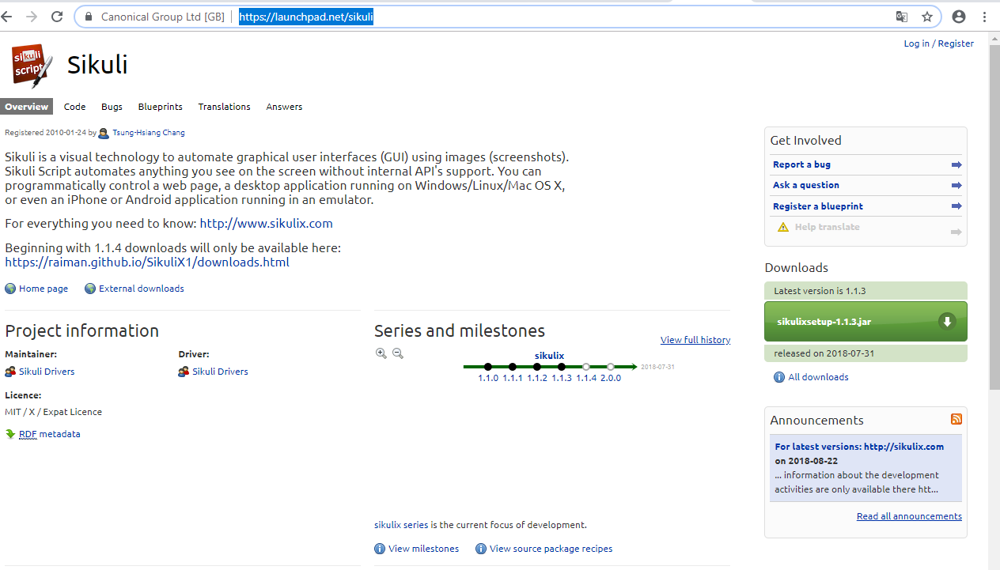 Canonical Group Ltd [GB] | https://launchpad.net/sikuli
Log in / Register
sikuli
script
Sikuli
Overview Code Bugs Blueprints Translations Answers
Registered 2010-01-24 by Tsung-Hsiang Chang
Sikuli is a visual technology to automate graphical user interfaces (GUI) using images (screenshots).
Sikuli Script automates anything you see on the screen without internal API's support. You can
programmatically control a web page, a desktop application running on Windows/Linux/Mac OS X,
or even an iPhone or Android application running in an emulator.
For everything you need to know: http://www.sikulix.com
Beginning with 1.1.4 downloads will only be available here:
https://raiman.github.io/SikuliX1/downloads.html
Home page External downloads
Project information
Maintainer: Driver:
Sikuli Drivers Sikuli Drivers
Licence:
MIT / X / Expat Licence
RDF metadata
Series and milestones
View full history
sikulix
2018-07-31
1.1.0 1.1.1 1.1.2 1.1.3 1.1.4 2.0.0
sikulix series is the current focus of development.
View milestones View source package recipes
Get Involved
Report a bug
Ask a question
Register a blueprint
Help translate
Downloads
Latest version is 1.1.3
sikulixsetup-1.1.3.jar
released on 2018-07-31
All downloads
Announcements
For latest versions: http://sikulix.com
on 2018-08-22
... information about the development
activities are only available there htt...
Read all announcements